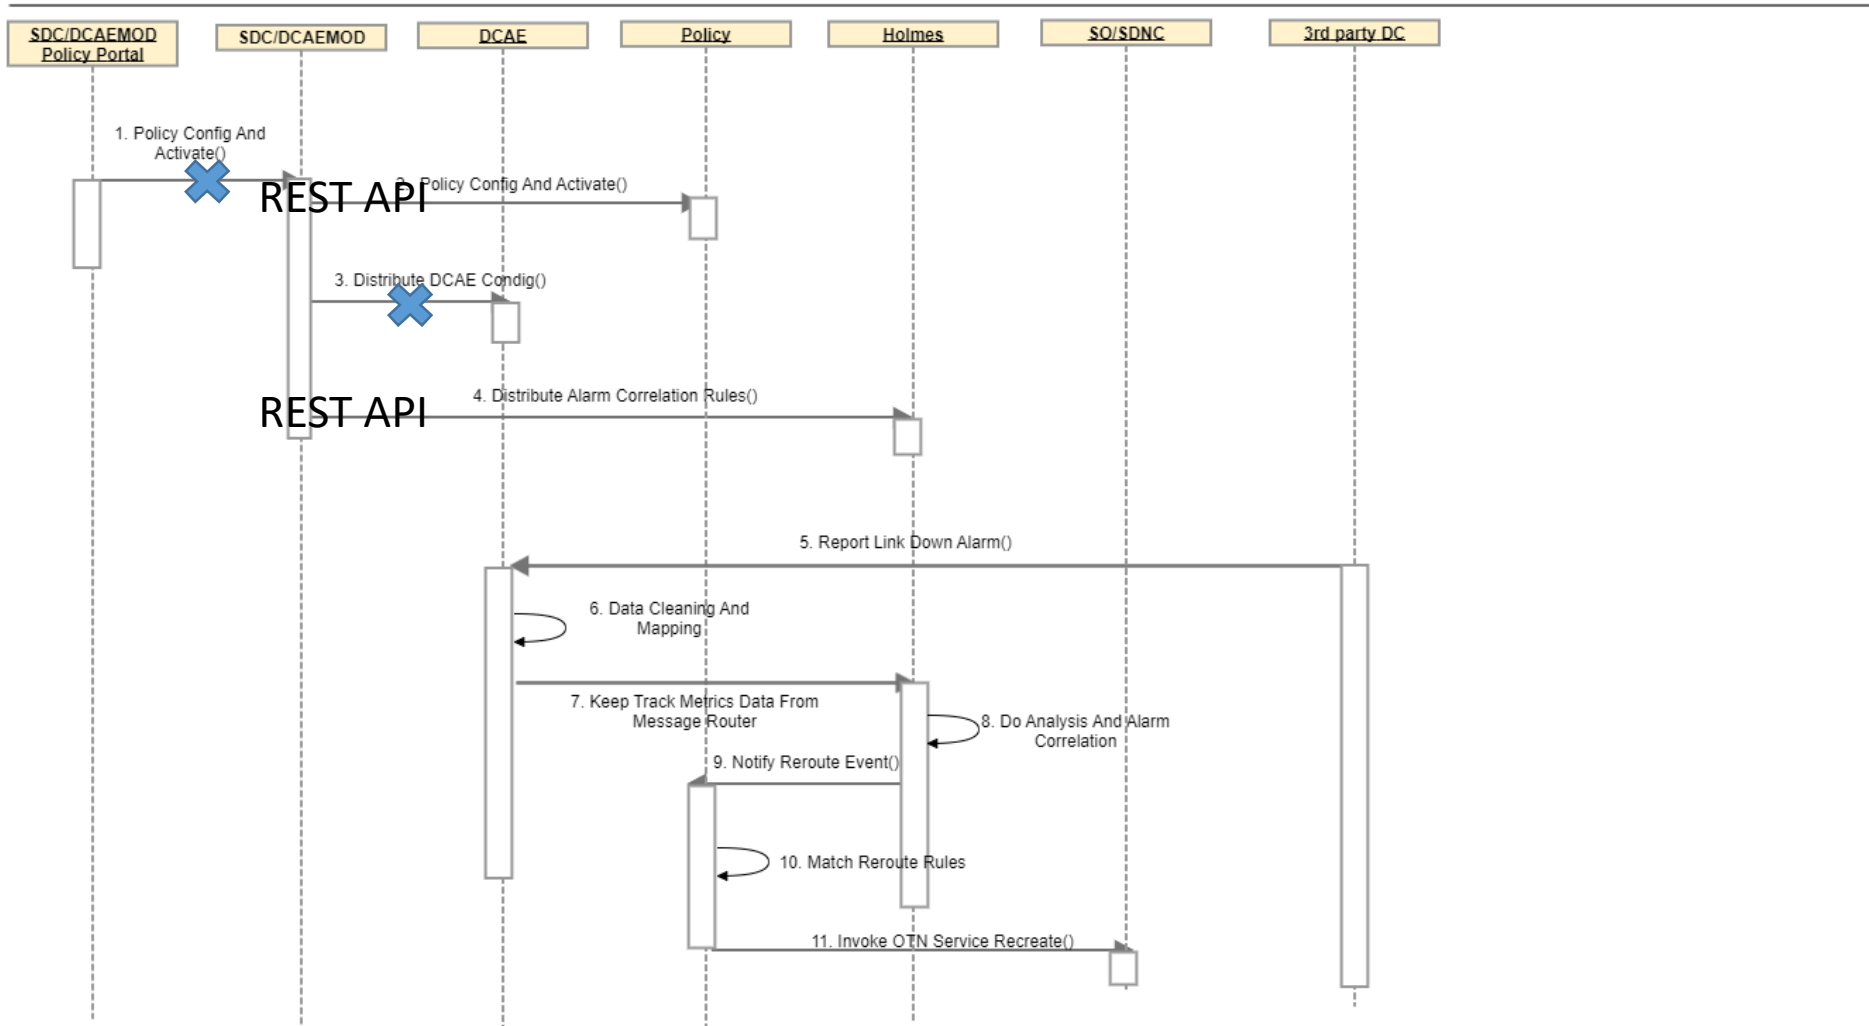 SDC/DCAEMOD
Policy Portal
SDC/DCAEMOD
DCAE
Policy
Holmes
SO/SDNC
3rd party DC
1. Policy Config And
Activate()
REST API
2. Policy Config And Activate()
3. Distribute DCAE Condig()
REST API
4. Distribute Alarm Correlation Rules()
5. Report Link Down Alarm()
6. Data Cleaning And
Mapping
7. Keep Track Metrics Data From
Message Router
8. Do Analysis And Alarm
Correlation
9. Notify Reroute Event()
10. Match Reroute Rules
11. Invoke OTN Service Recreate()